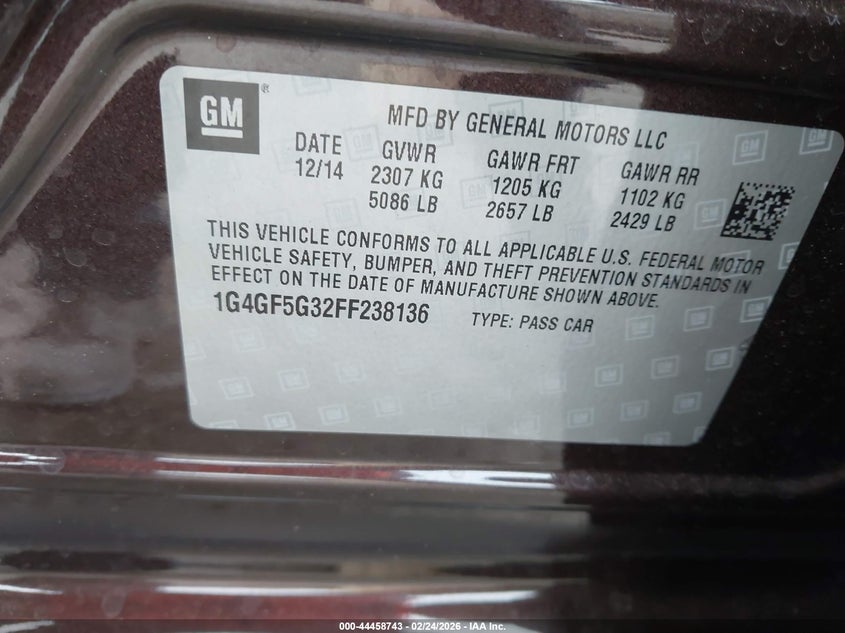 GM®
MFD BY GENERAL MOTORS LLC
DATE GVWR GAWR FRT GAWR RR
12/14 2307 KG 1205 KG 1102 KG
5086 LB 2657 LB 2429 LB
THIS VEHICLE CONFORMS TO ALL APPLICABLE U.S. FEDERAL MOTOR
VEHICLE SAFETY, BUMPER, AND THEFT PREVENTION STANDARDS IN
EFFECT ON THE DATE OF MANUFACTURE SHOWN ABOVE.
1G4GF5G32FF238136 TYPE: PASS CAR
000-44458743 - 02/24/2026 - IAA Inc.